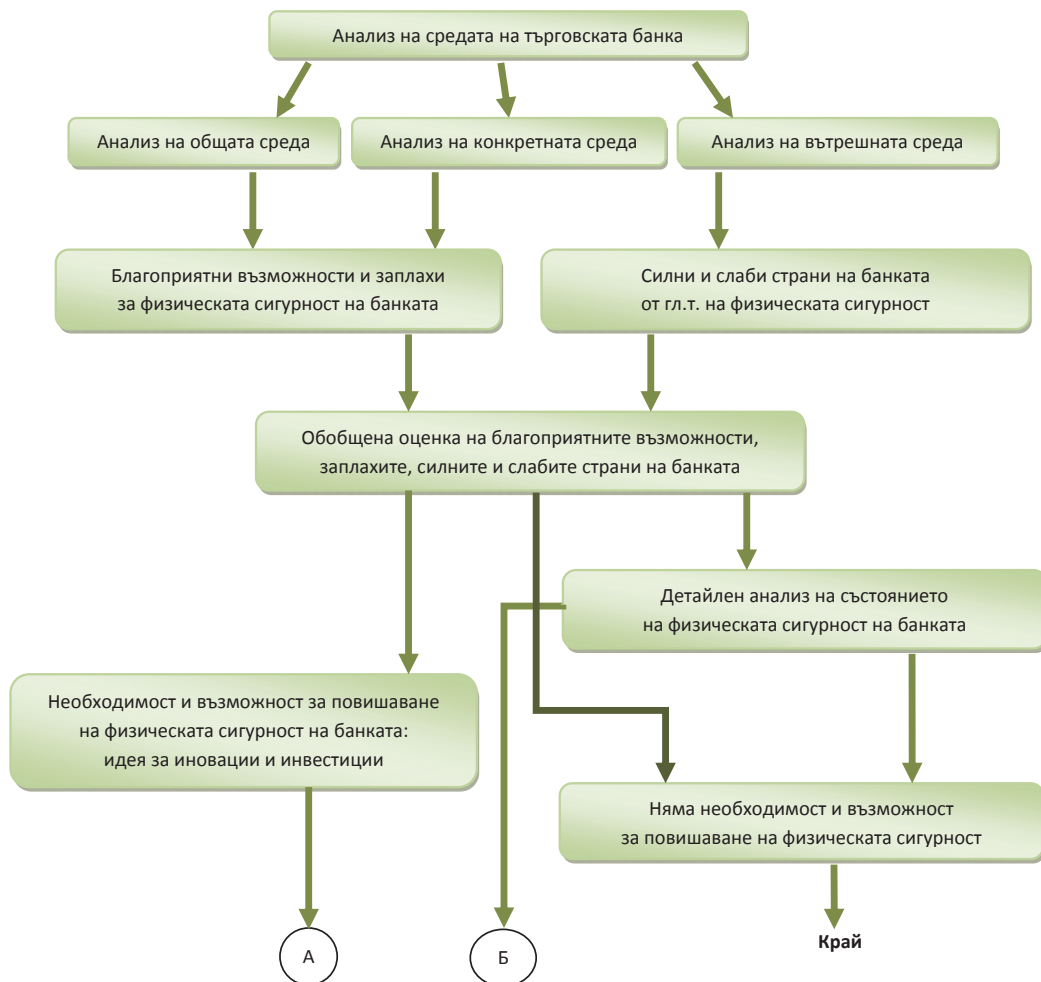 Анализ на средата на търговската банка
Анализ на общата среда
Анализ на конкретната среда
Анализ на вътрешната среда
Благоприятни възможности и заплахи
за физическата сигурност на банката
Силни и слаби страни на банката
от гл.т. на физическата сигурност
Обобщена оценка на благоприятните възможности,
заплахите, силните и слабите страни на банката
Детайлен анализ на състоянието
на физическата сигурност на банката
Необходимост и възможност за повишаване
на физическата сигурност на банката:
идея за иновации и инвестиции
Няма необходимост и възможност
за повишаване на физическата сигурност
А
Б
Край